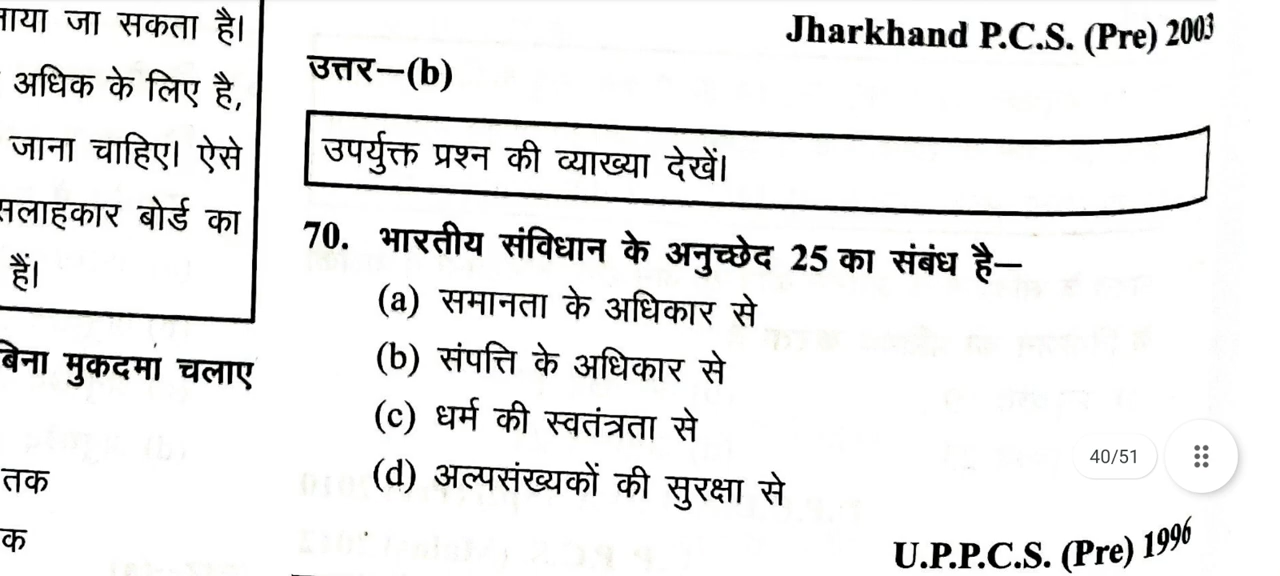 ाया जा सकता है।
अधिक के लिए है,
जाना चाहिए। ऐसे
सलाहकार बोर्ड का
हैं।
बिना मुकदमा चलाए
तक
क
Jharkhand P.C.S. (Pre) 2003
उत्तर–(b)
उपर्युक्त प्रश्न की व्याख्या देखें।
70. भारतीय संविधान के अनुच्छेद 25 का संबंध है–
(a) समानता के अधिकार से
(b) संपत्ति के अधिकार से
(c) धर्म की स्वतंत्रता से
(d) अल्पसंख्यकों की सुरक्षा से
40/51
U.P.P.C.S. (Pre) 1996